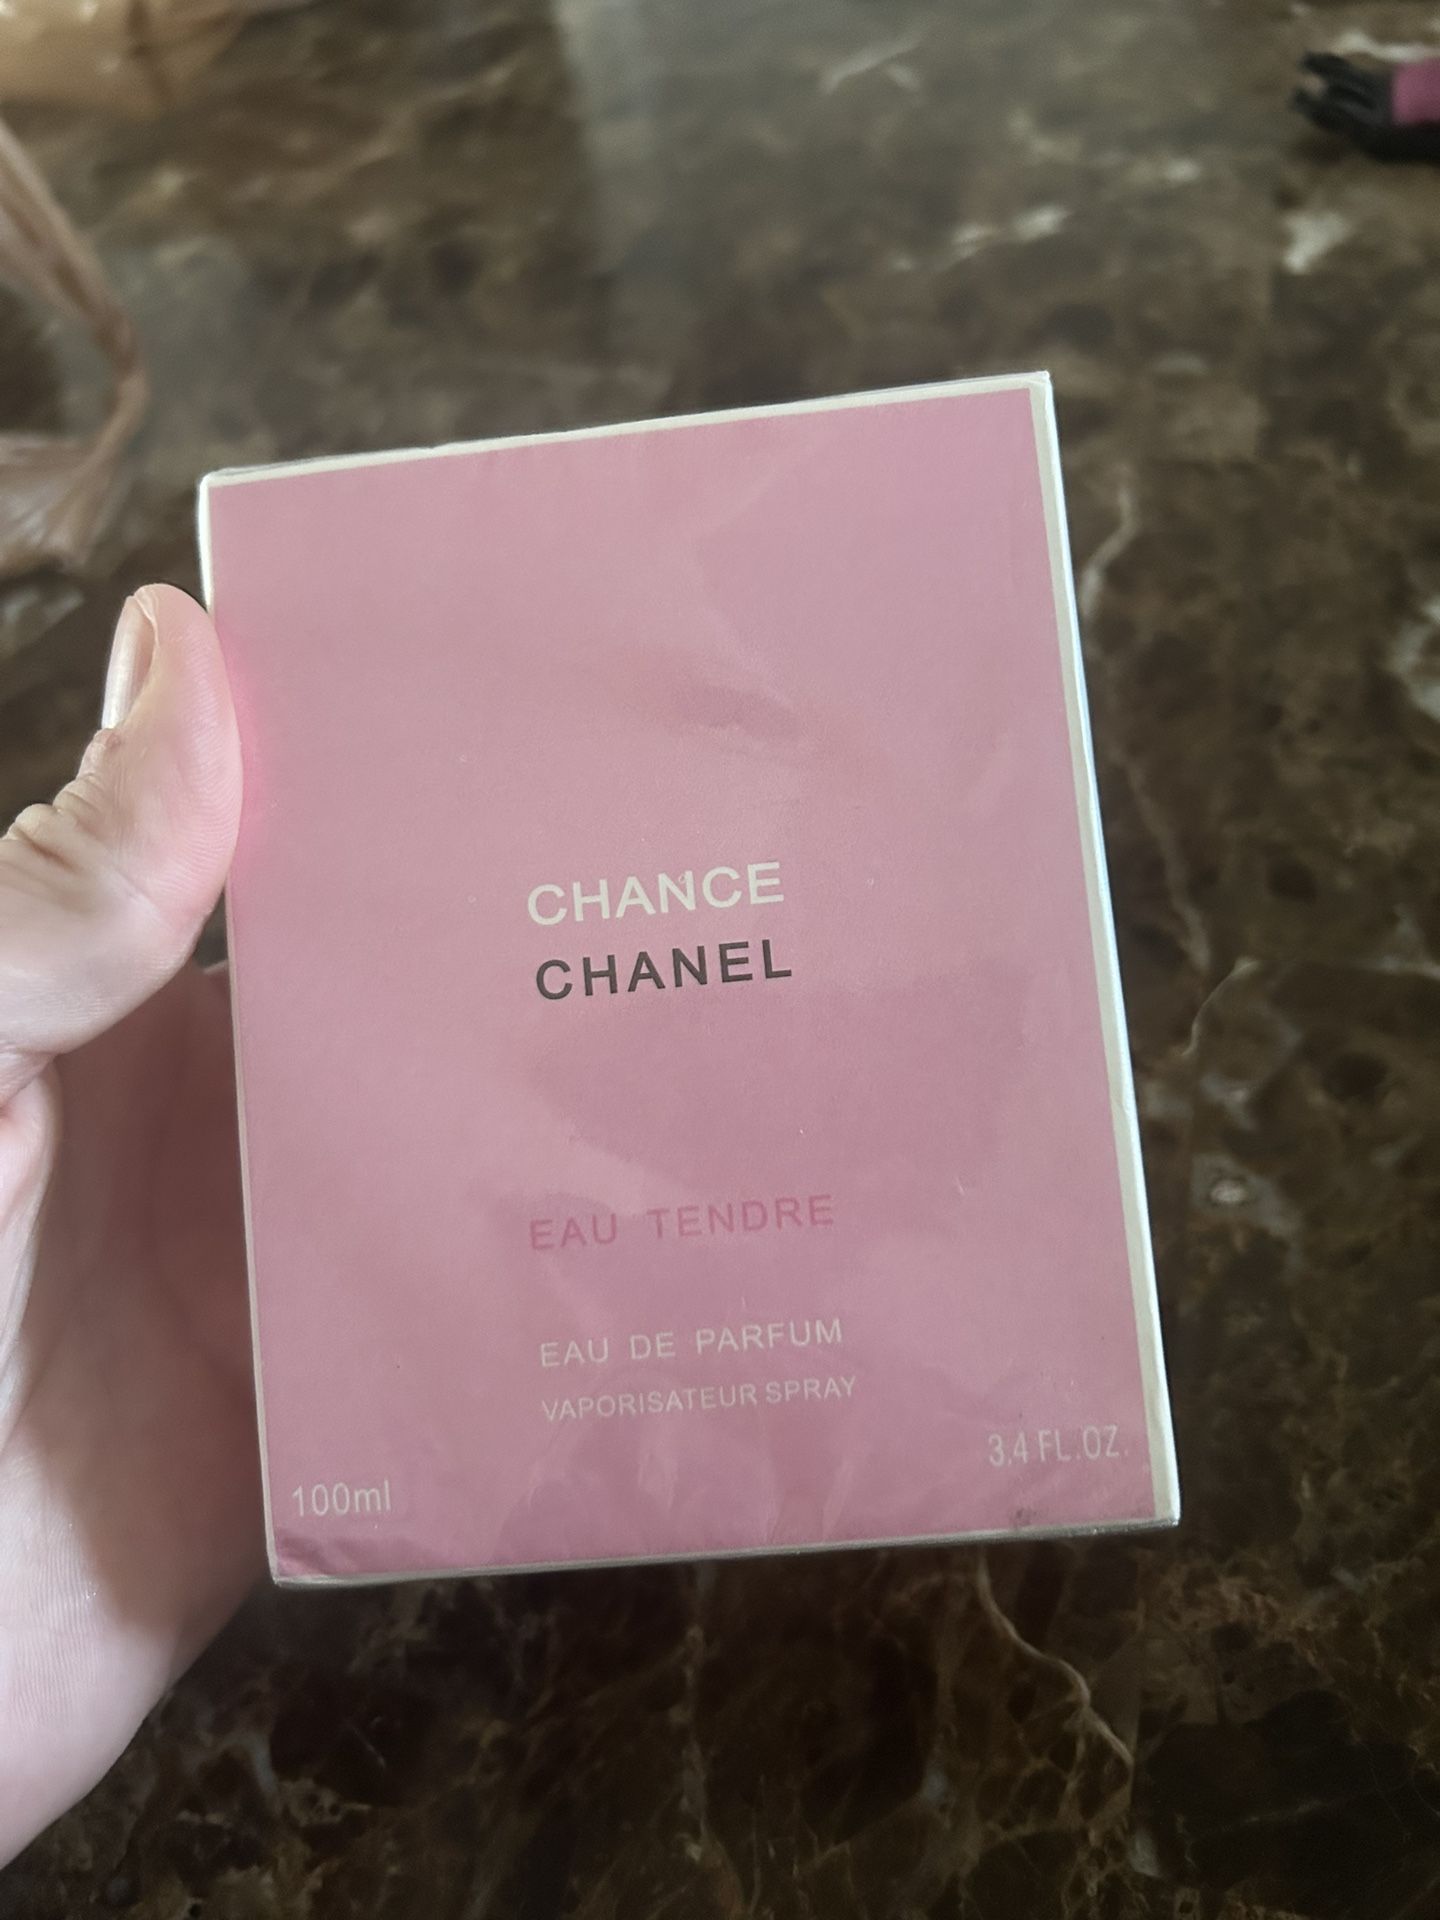 CHANCE
CHANEL
EAU TENDRE
EAU DE PARFUM
VAPORISATEUR SPRAY
100ml
3,4 FL.OZ.